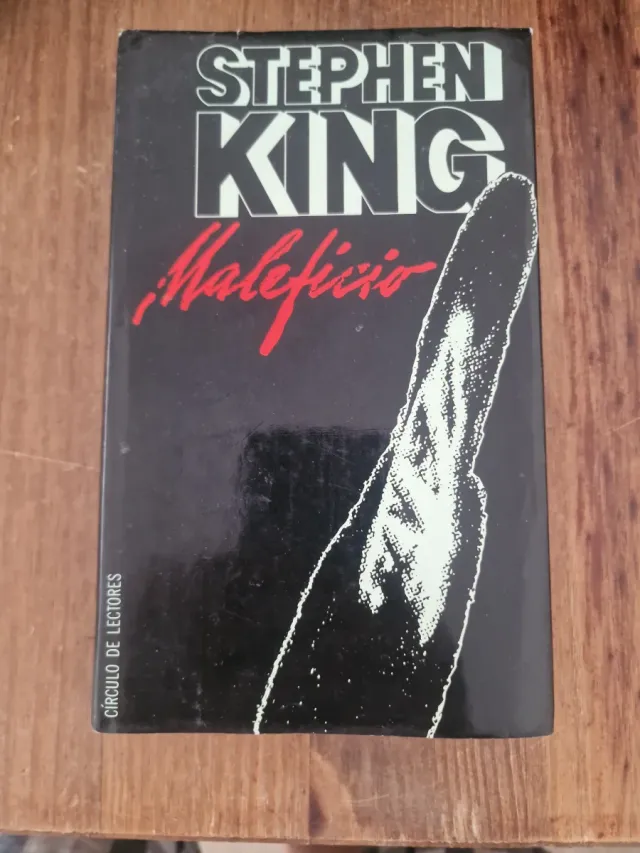 STEPHEN
KING
Maleficio
CÍRCULO DE LECTORES